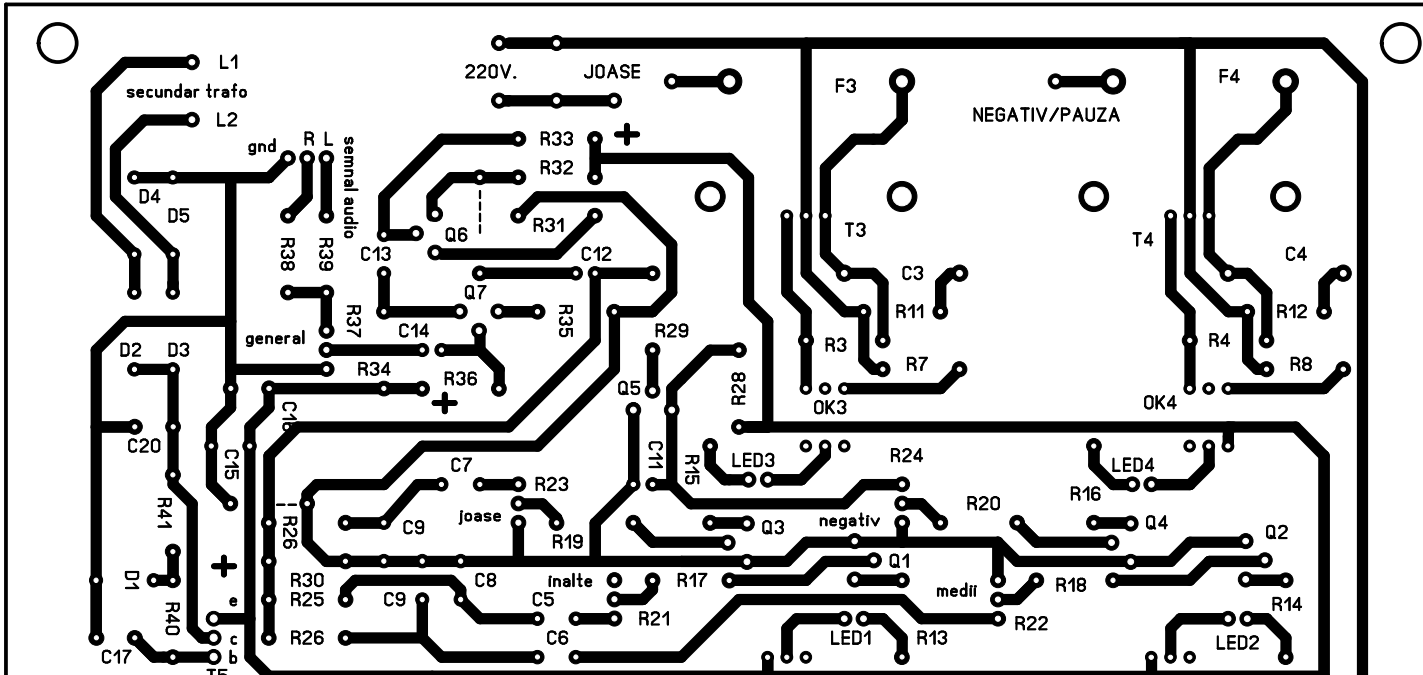 L1
220V.
JOASE
F3
F4
secundar trafo
NEGATIV/PAUZA
L2
gnd
R
L
semnal audio
R33
+
R32
D4
D5
Q6
R31
T3
T4
R38
R39
C13
C12
C3
C4
Q7
R37
C14
R35
R11
R12
general
R29
R3
R4
D2
D3
R34
R36
R7
R8
Q5
R28
+
OK3
OK4
C16
C20
C15
C7
C11
R15
LED3
R24
LED4
R23
R16
R41
joase
C9
R26
R19
Q3
negativ
R20
Q4
Q2
+
D1
R30
C8
inalte
R17
Q1
medii
R18
e
R25
C9
C5
R21
R14
R40
c
R26
C6
LED1
R13
R22
LED2
C17
b
T5